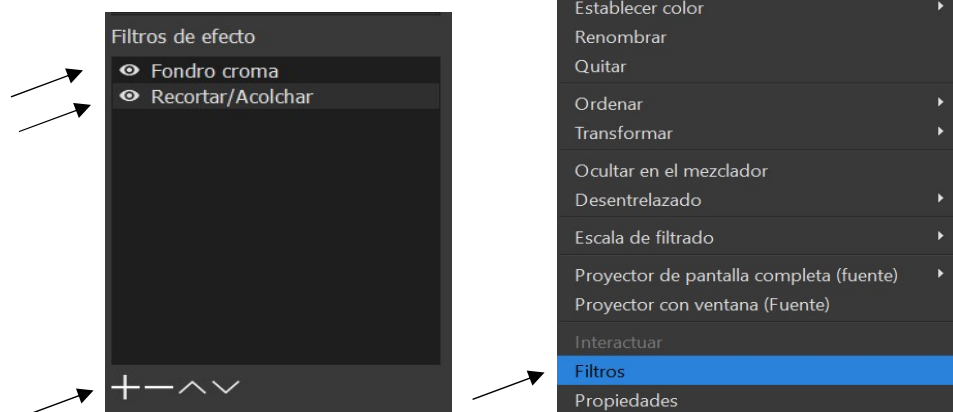 Filtros de efecto
Fondro croma
Recortar/Acolchar
Establecer color
Renombrar
Quitar
Ordenar
Transformar
Ocultar en el mezclador
Desentrelazado
Escala de filtrado
Proyector de pantalla completa (fuente)
Proyector con ventana (Fuente)
Interactuar
Filtros
Propiedades